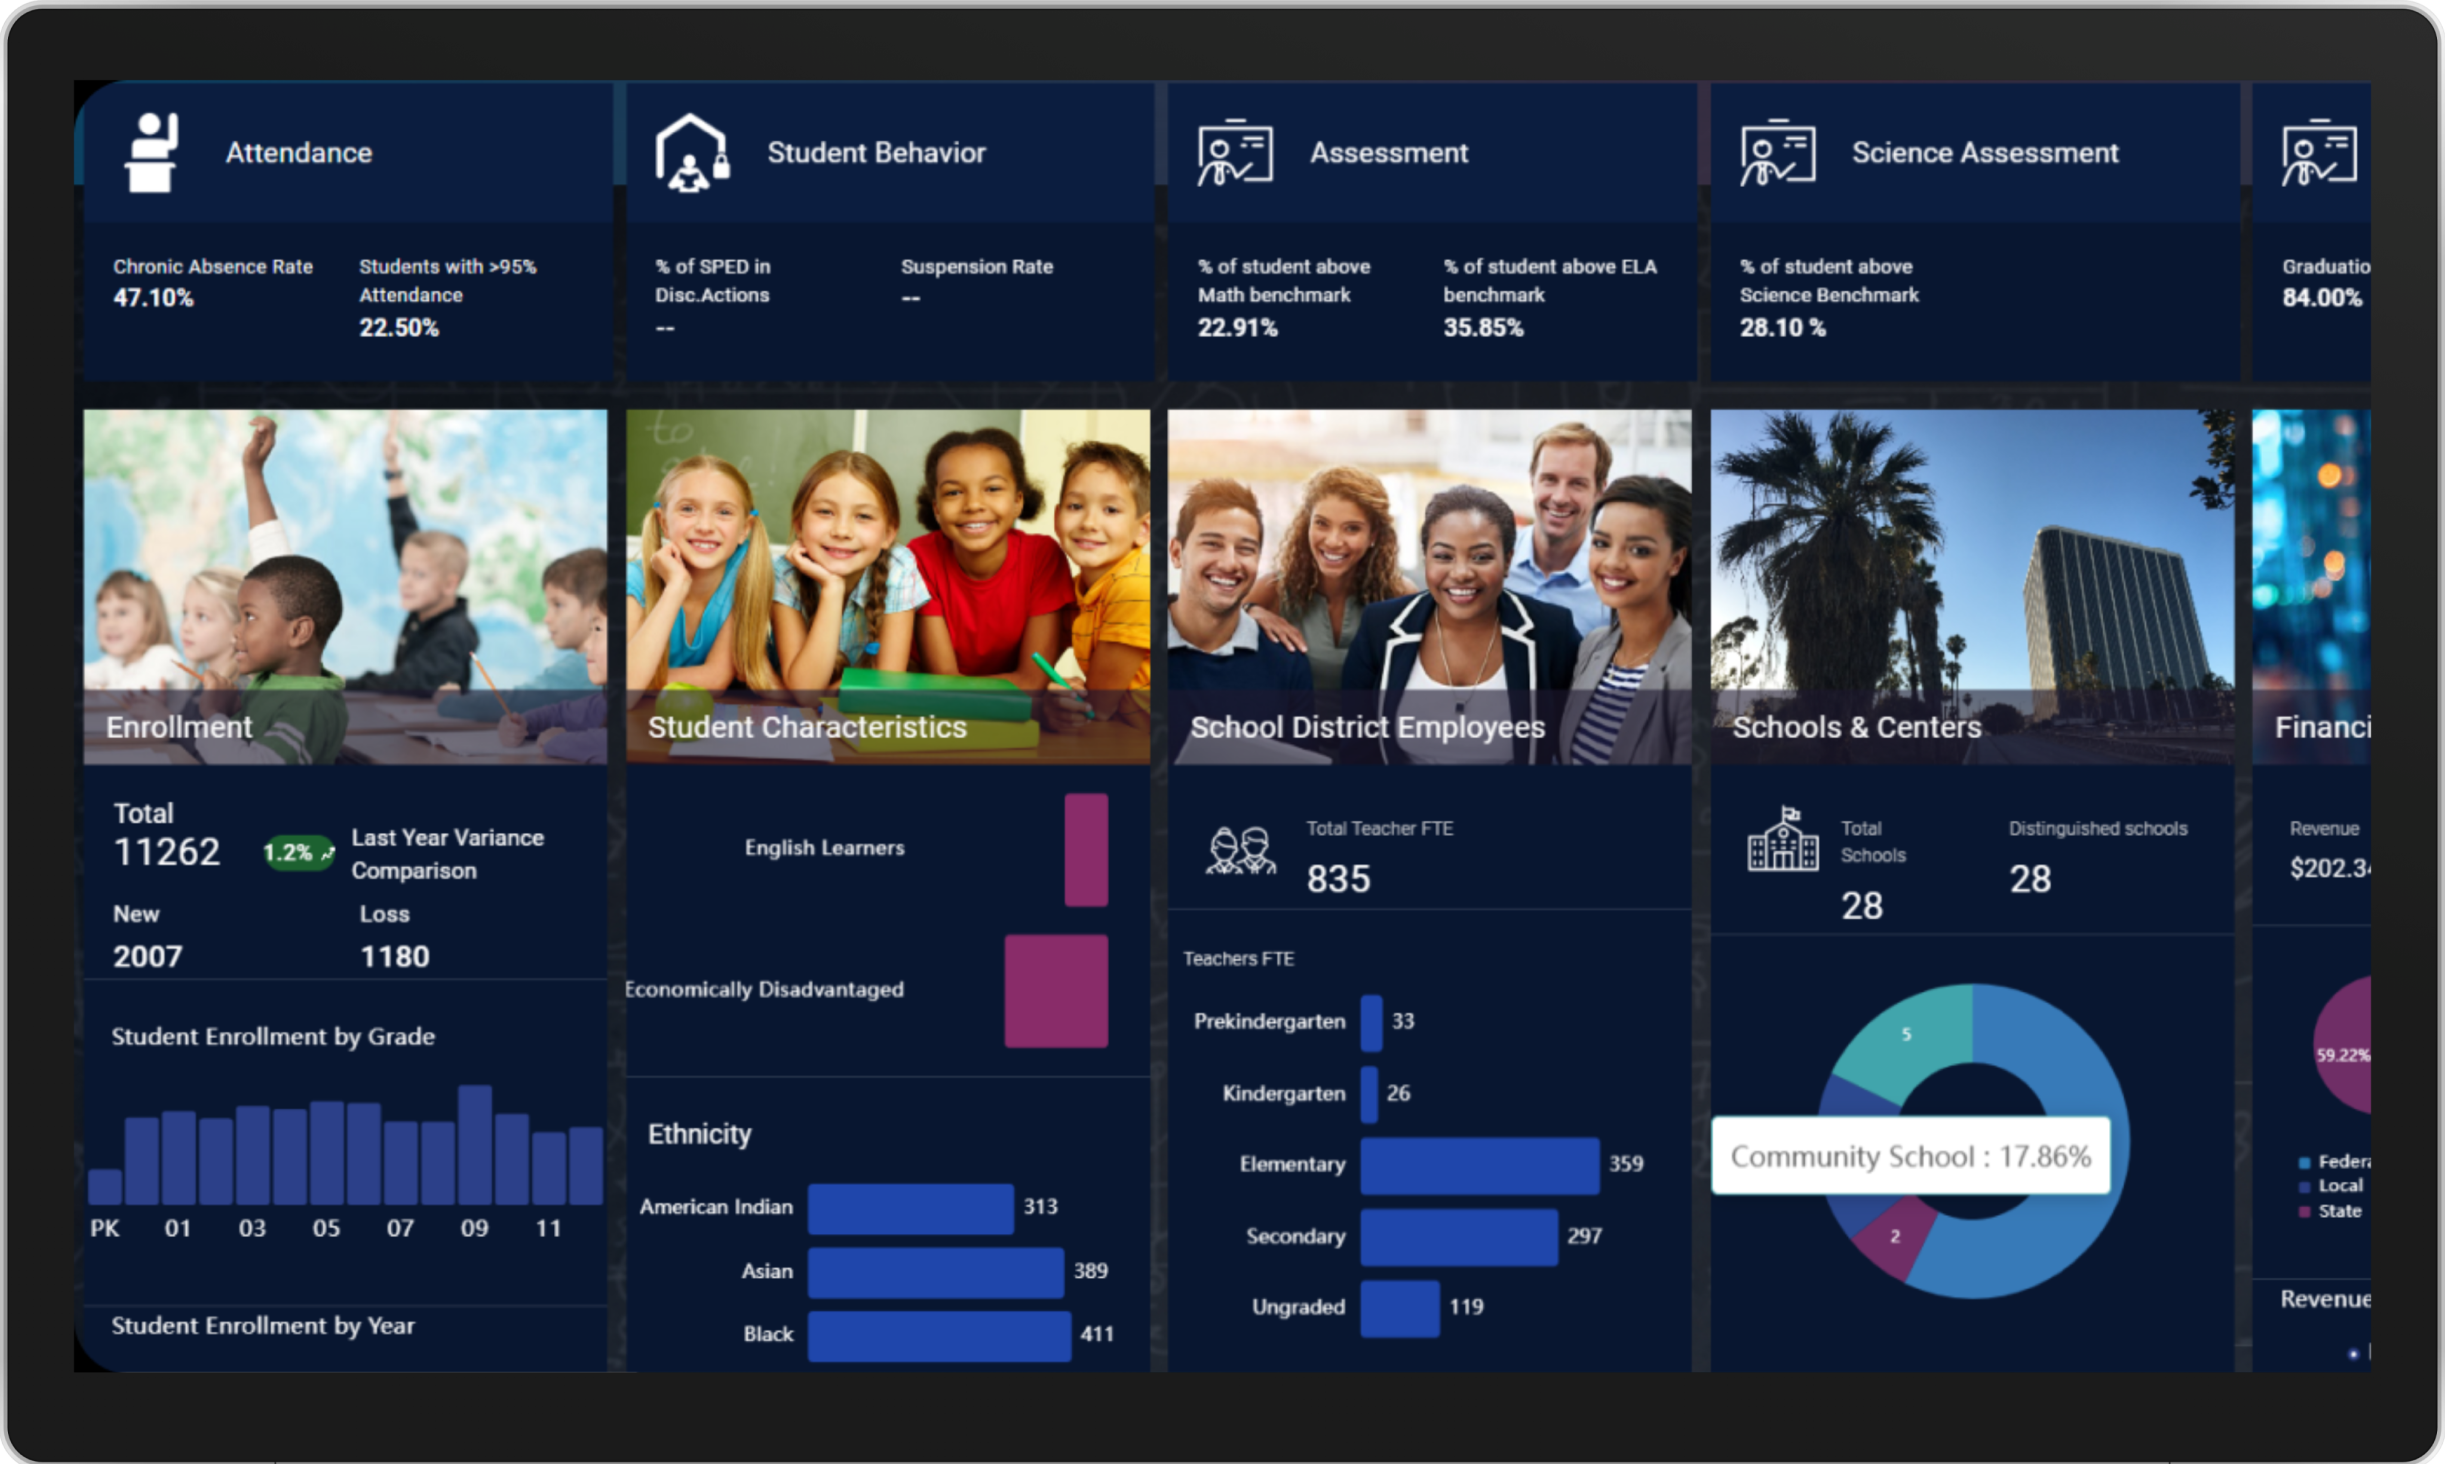 Attendance
Chronic Absence Rate
47.10%
Students with >95%
Attendance
22.50%
Student Behavior
% of SPED in
Disc.Actions
--
Suspension Rate
--
Assessment
% of student above
Math benchmark
22.91%
% of student above ELA
benchmark
35.85%
Science Assessment
% of student above
Science Benchmark
28.10 %
Graduatio
84.00%
Enrollment
Total
11262
1.2%
Last Year Variance
Comparison
New
2007
Loss
1180
Student Enrollment by Grade
PK 01 03 05 07 09 11
Student Enrollment by Year
to
Student Characteristics
English Learners
Economically Disadvantaged
Ethnicity
American Indian 313
Asian 389
Black 411
School District Employees
Total Teacher FTE
835
Teachers FTE
Prekindergarten 33
Kindergarten 26
Elementary 359
Secondary 297
Ungraded 119
Schools & Centers
Total
Schools
28
Distinguished schools
28
5
Community School : 17.86%
2
Financi
Revenue
$202.3
59.22%
Federa
Local
State
Revenue